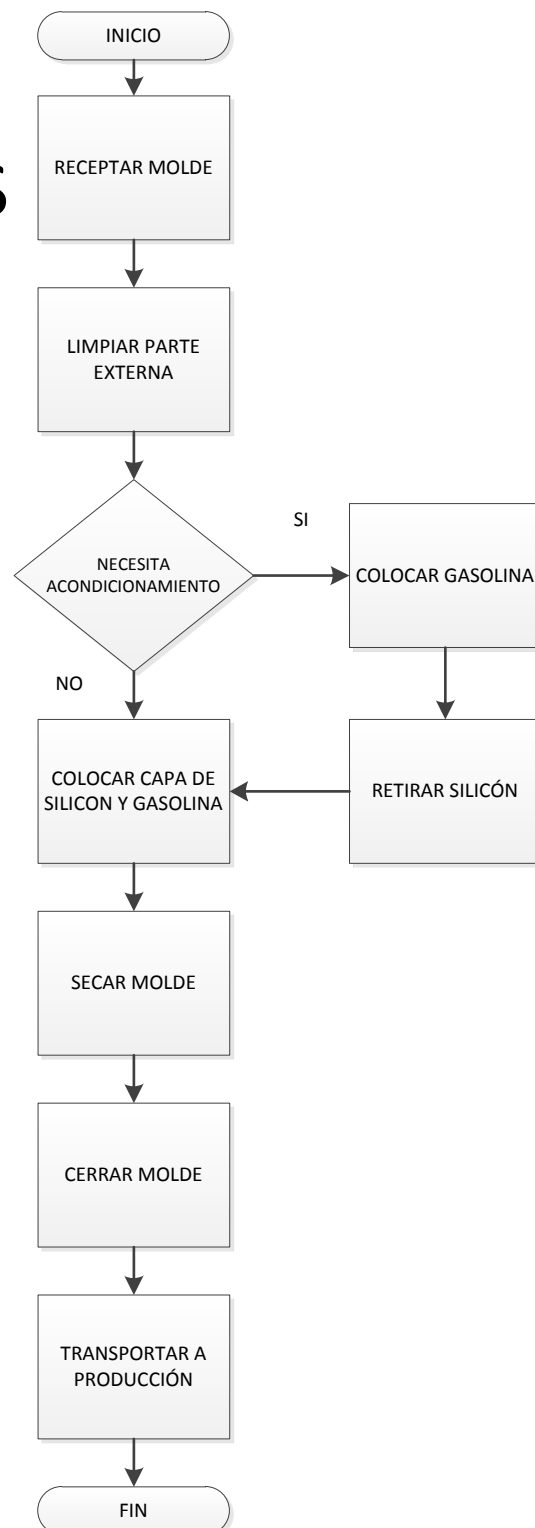 INICIO
RECEPTAR MOLDE
LIMPIAR PARTE
EXTERNA
NECESITA
ACONDICIONAMIENTO
SI
COLOCAR GASOLINA
NO
COLOCAR CAPA DE
SILICON Y GASOLINA
RETIRAR SILICÓN
SECAR MOLDE
CERRAR MOLDE
TRANSPORTAR A
PRODUCCIÓN
FIN